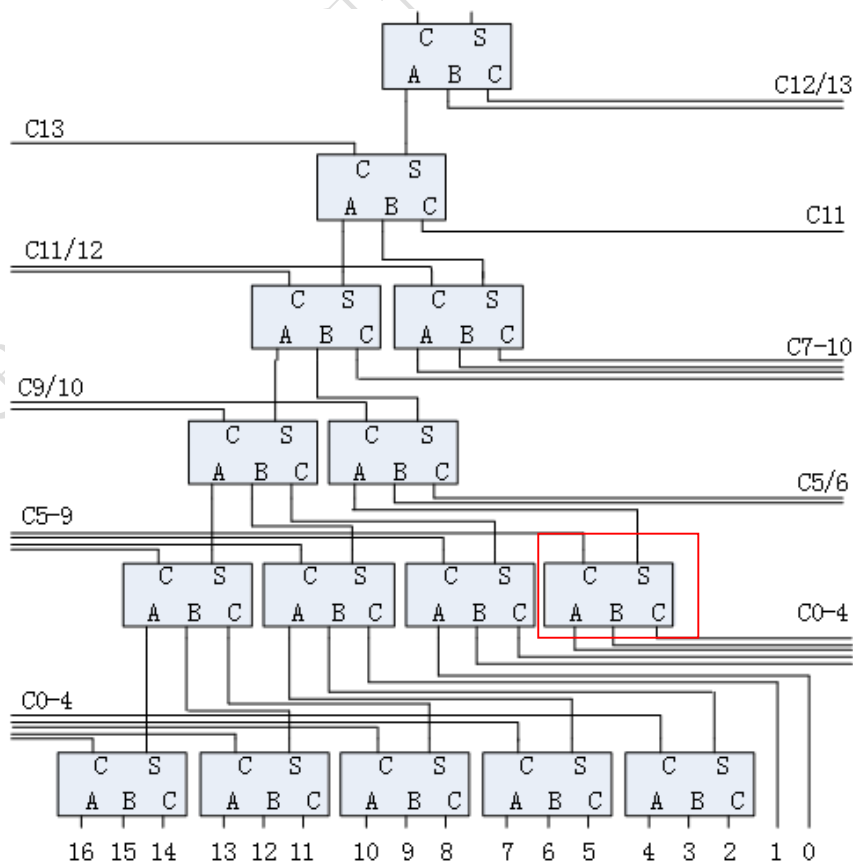 C S
A B C
C12/13
C13
C S
A B C
C11
C11/12
C S C S
A B C A B C
C7-10
C9/10
C S C S
A B C A B C
C5/6
C5-9
C S C S C S C S
A B C A B C A B C A B C
C0-4
C0-4
C S C S C S C S C S
A B C A B C A B C A B C A B C
16 15 14 13 12 11 10 9 8 7 6 5 4 3 2 1 0